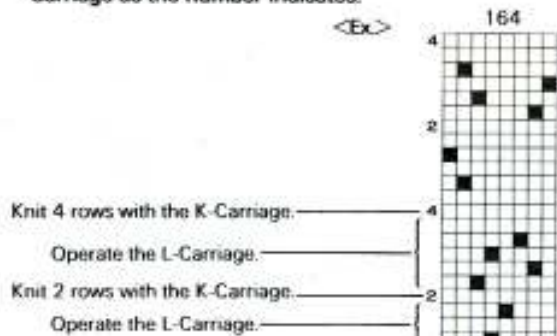 Carriage as the number indicates.
<Ex.>
164
4
2
Knit 4 rows with the K-Carriage.
4
Operate the L-Carriage.
Knit 2 rows with the K-Carriage.
2
Operate the L-Carriage.